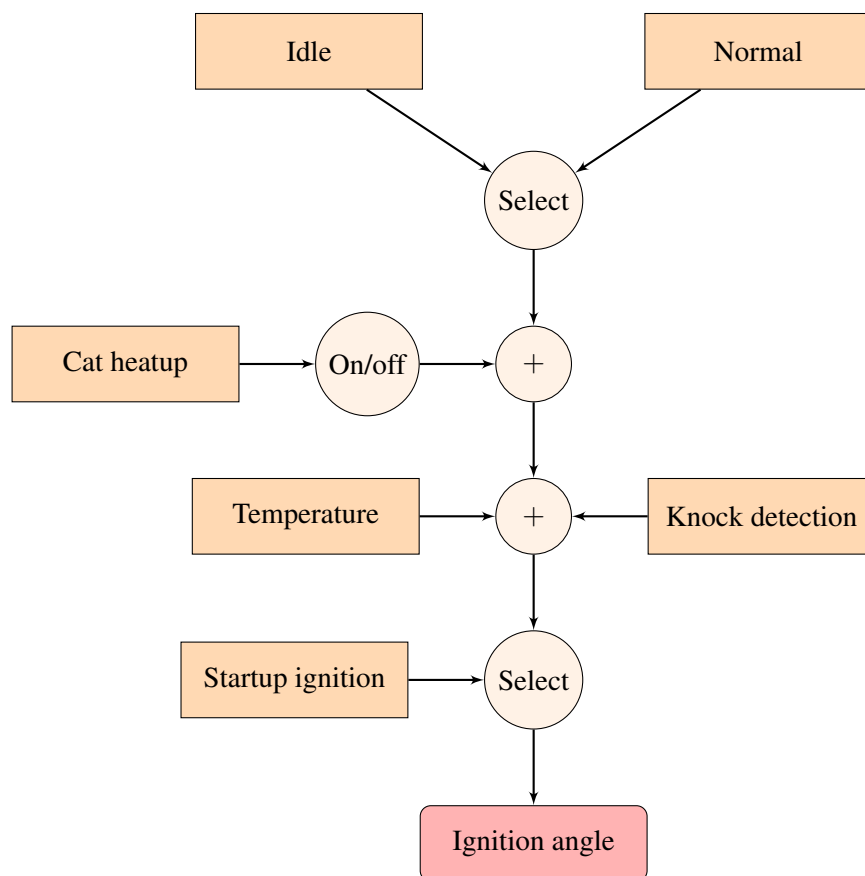 Idle
Normal
Select
Cat heatup
On/off
+
Temperature
+
Knock detection
Startup ignition
Select
Ignition angle